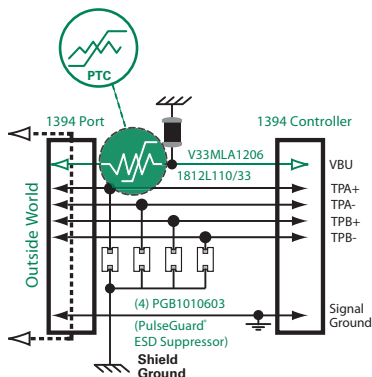 PTC
1394 Port
1394 Controller
V33MLA1206
1812L110/33
VBU
TPA+
TPA-
TPB+
TPB-
Outside World
(4) PGB1010603
(PulseGuard®
ESD Suppressor)
Signal
Ground
Shield
Ground